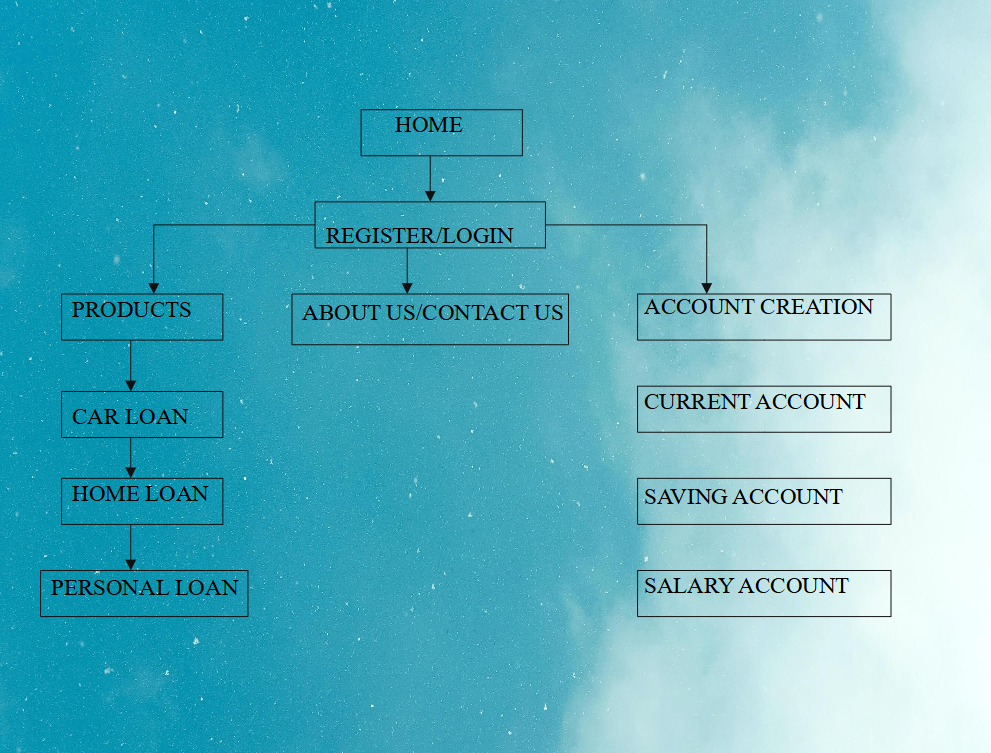 HOME
REGISTER/LOGIN
PRODUCTS
ABOUT US/CONTACT US
ACCOUNT CREATION
CAR LOAN
CURRENT ACCOUNT
HOME LOAN
SAVING ACCOUNT
PERSONAL LOAN
SALARY ACCOUNT